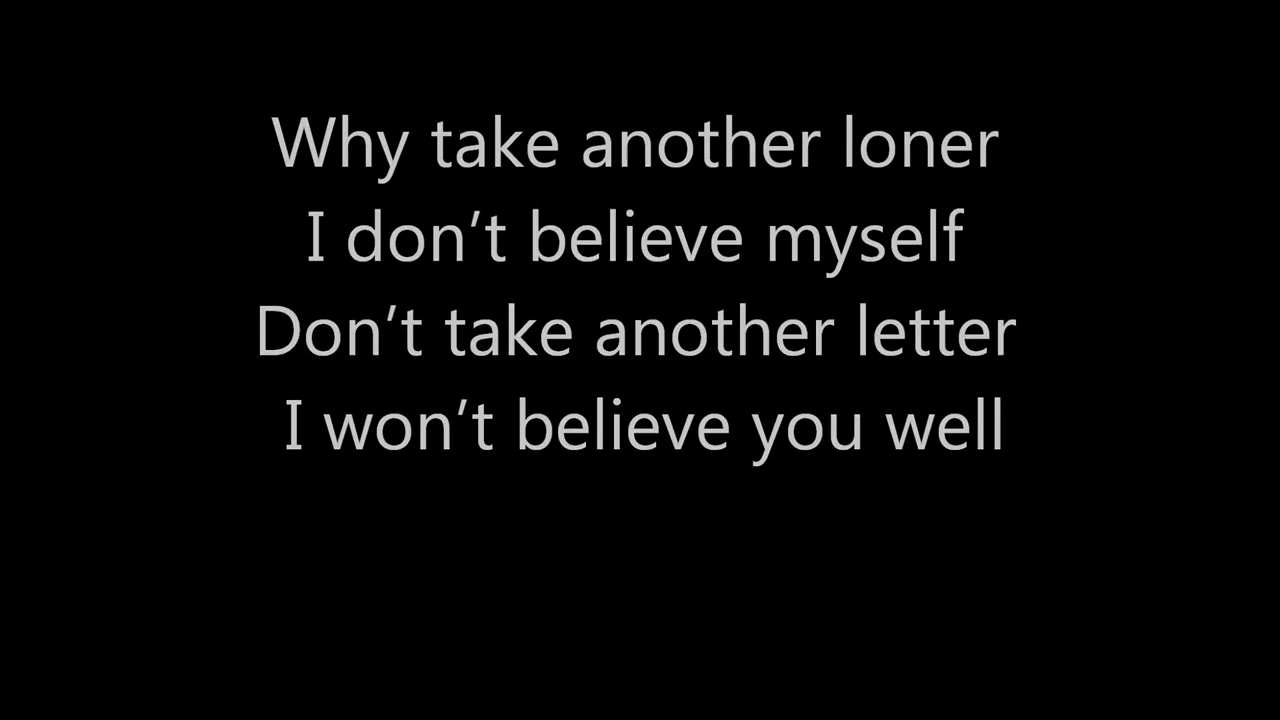 Why take another loner
I don’t believe myself
Don’t take another letter
I won’t believe you well